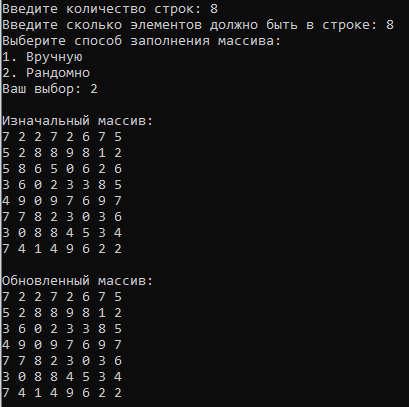 Введите количество строк: 8
Введите сколько элементов должно быть в строке: 8
Выберите способ заполнения массива:
1. Вручную
2. Рандомно
Ваш выбор: 2
Изначальный массив:
7 2 2 7 2 6 7 5
5 2 8 8 9 8 1 2
5 8 6 5 0 6 2 6
3 6 0 2 3 3 8 5
4 9 0 9 7 6 9 7
7 7 8 2 3 0 3 6
3 0 8 8 4 5 3 4
7 4 1 4 9 6 2 2
Обновленный массив:
7 2 2 7 2 6 7 5
5 2 8 8 9 8 1 2
3 6 0 2 3 3 8 5
4 9 0 9 7 6 9 7
7 7 8 2 3 0 3 6
3 0 8 8 4 5 3 4
7 4 1 4 9 6 2 2